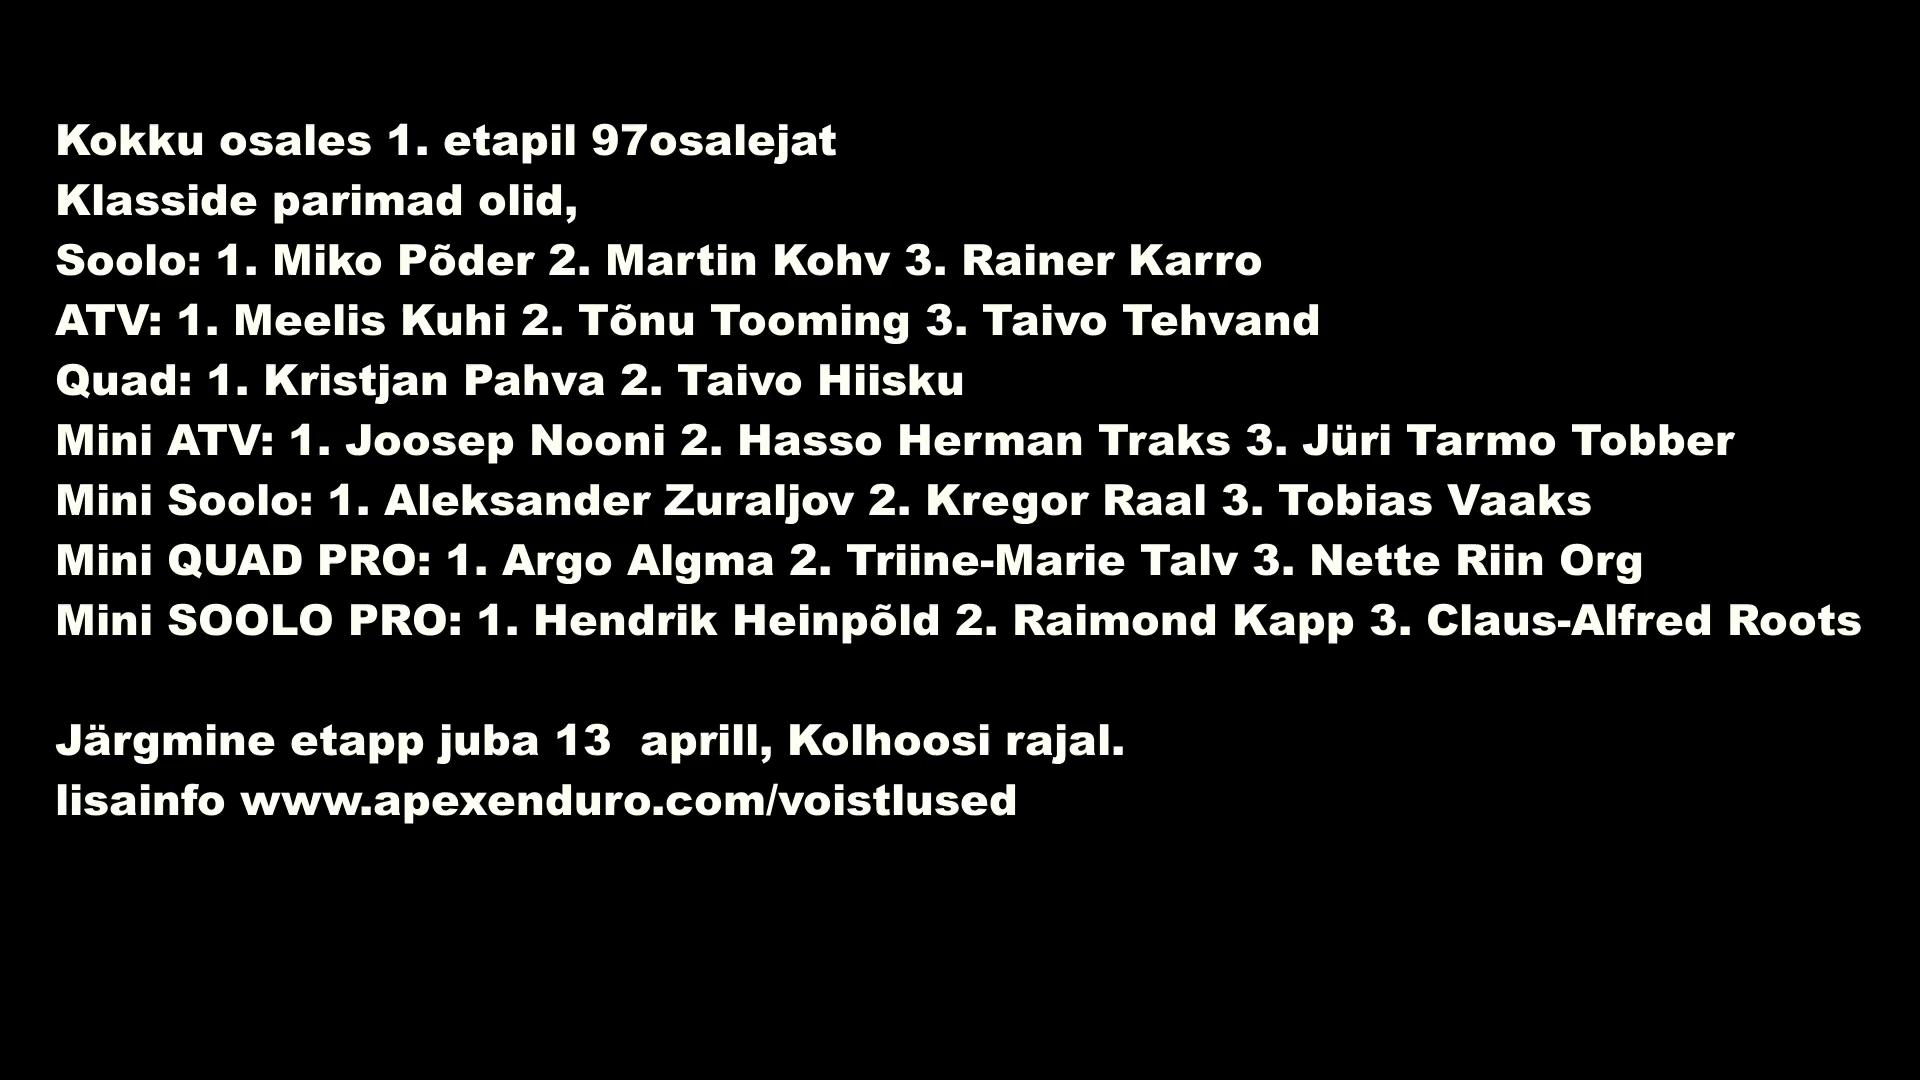 Kokku osales 1. etapil 97osalejat
Klasside parimad olid,
Soolo: 1. Miko Põder 2. Martin Kohv 3. Rainer Karro
ATV: 1. Meelis Kuhi 2. Tõnu Tooming 3. Taivo Tehvand
Quad: 1. Kristjan Pahva 2. Taivo Hiisku
Mini ATV: 1. Joosep Nooni 2. Hasso Herman Traks 3. Jüri Tarmo Tobber
Mini Soolo: 1. Aleksander Zuraljov 2. Kregor Raal 3. Tobias Vaaks
Mini QUAD PRO: 1. Argo Algma 2. Triine-Marie Talv 3. Nette Riin Org
Mini SOOLO PRO: 1. Hendrik Heinpõld 2. Raimond Kapp 3. Claus-Alfred Roots
Järgmine etapp juba 13  aprill, Kolhoosi rajal.
lisainfo www.apexenduro.com/voistlused